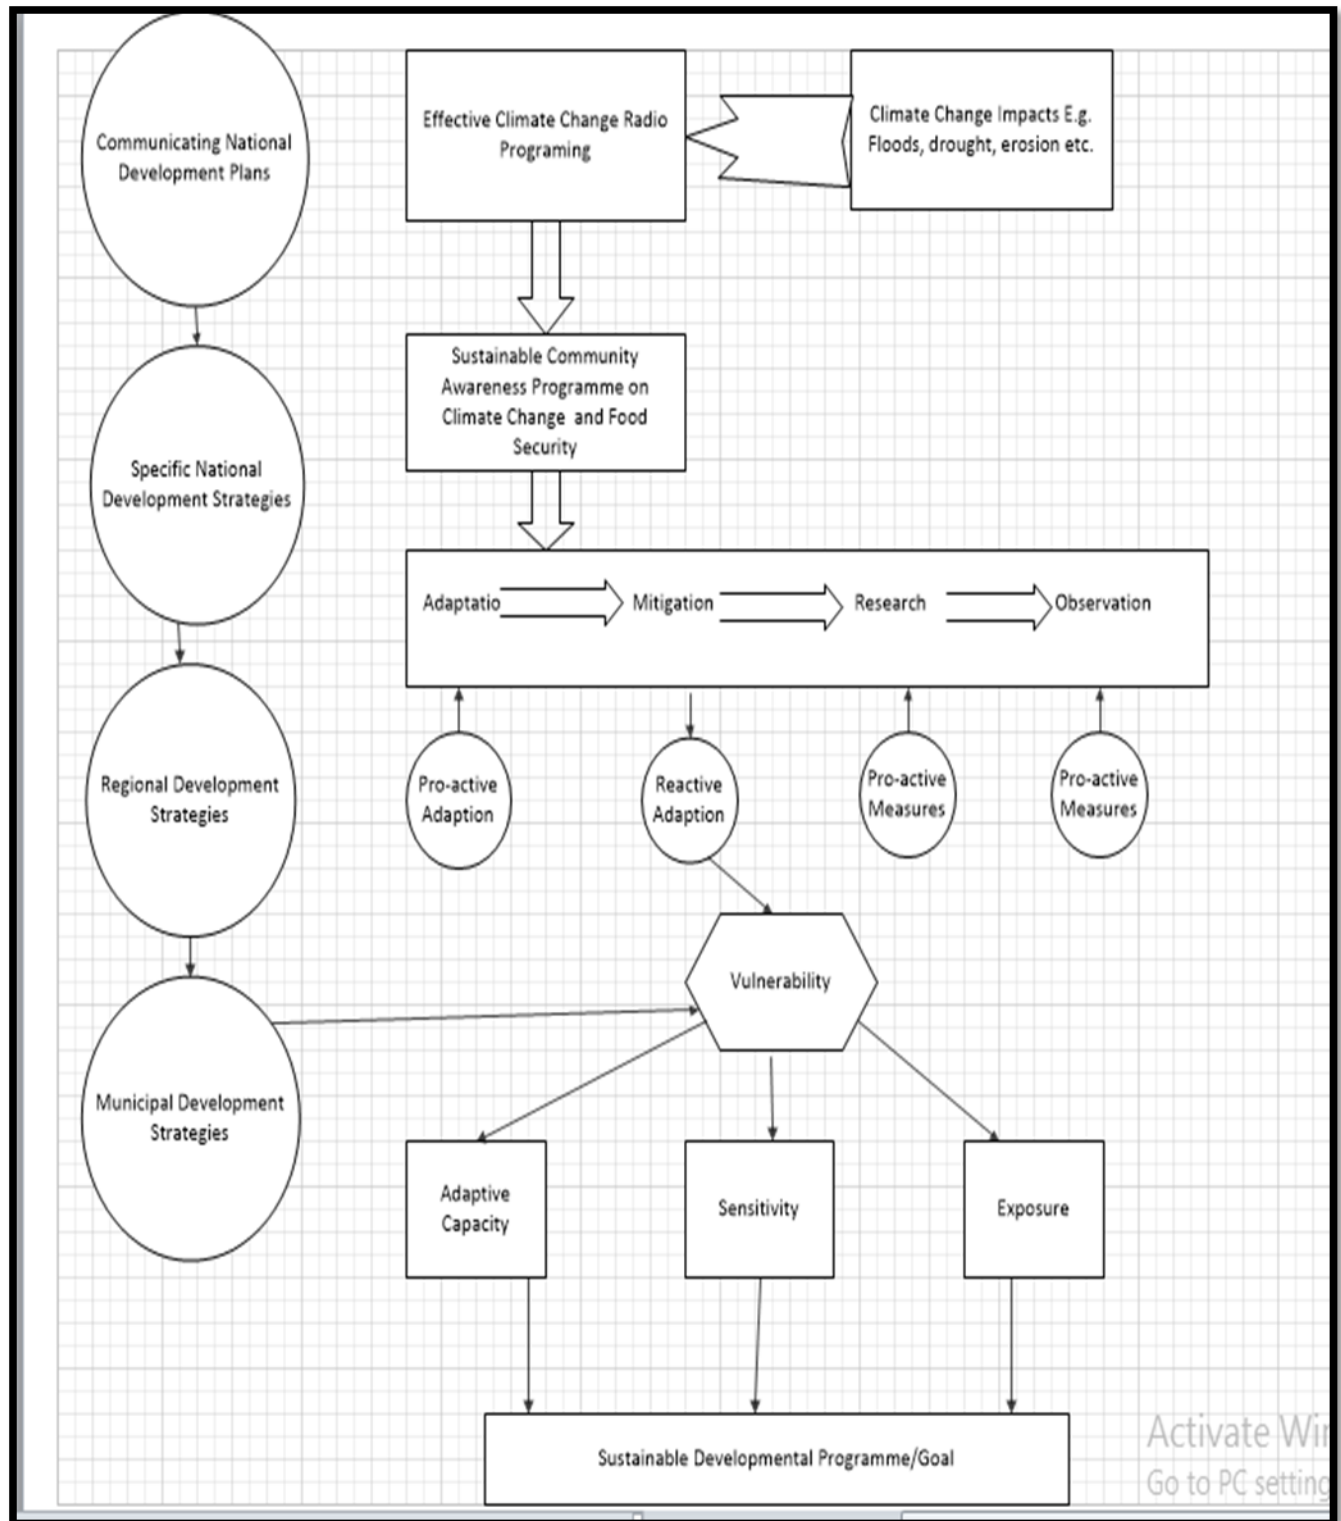 Communicating National
Development Plans
Effective Climate Change Radio
Programing
Climate Change Impacts E.g.
Floods, drought, erosion etc.
Sustainable Community
Awareness Programme on
Climate Change and Food
Security
Specific National
Development Strategies
Adaptatio
Mitigation
Research
Observation
Regional Development
Strategies
Pro-active
Adaption
Reactive
Adaption
Pro-active
Measures
Pro-active
Measures
Vulnerability
Municipal Development
Strategies
Adaptive
Capacity
Sensitivity
Exposure
Sustainable Developmental Programme/Goal
Activate Wi
Go to PC setting